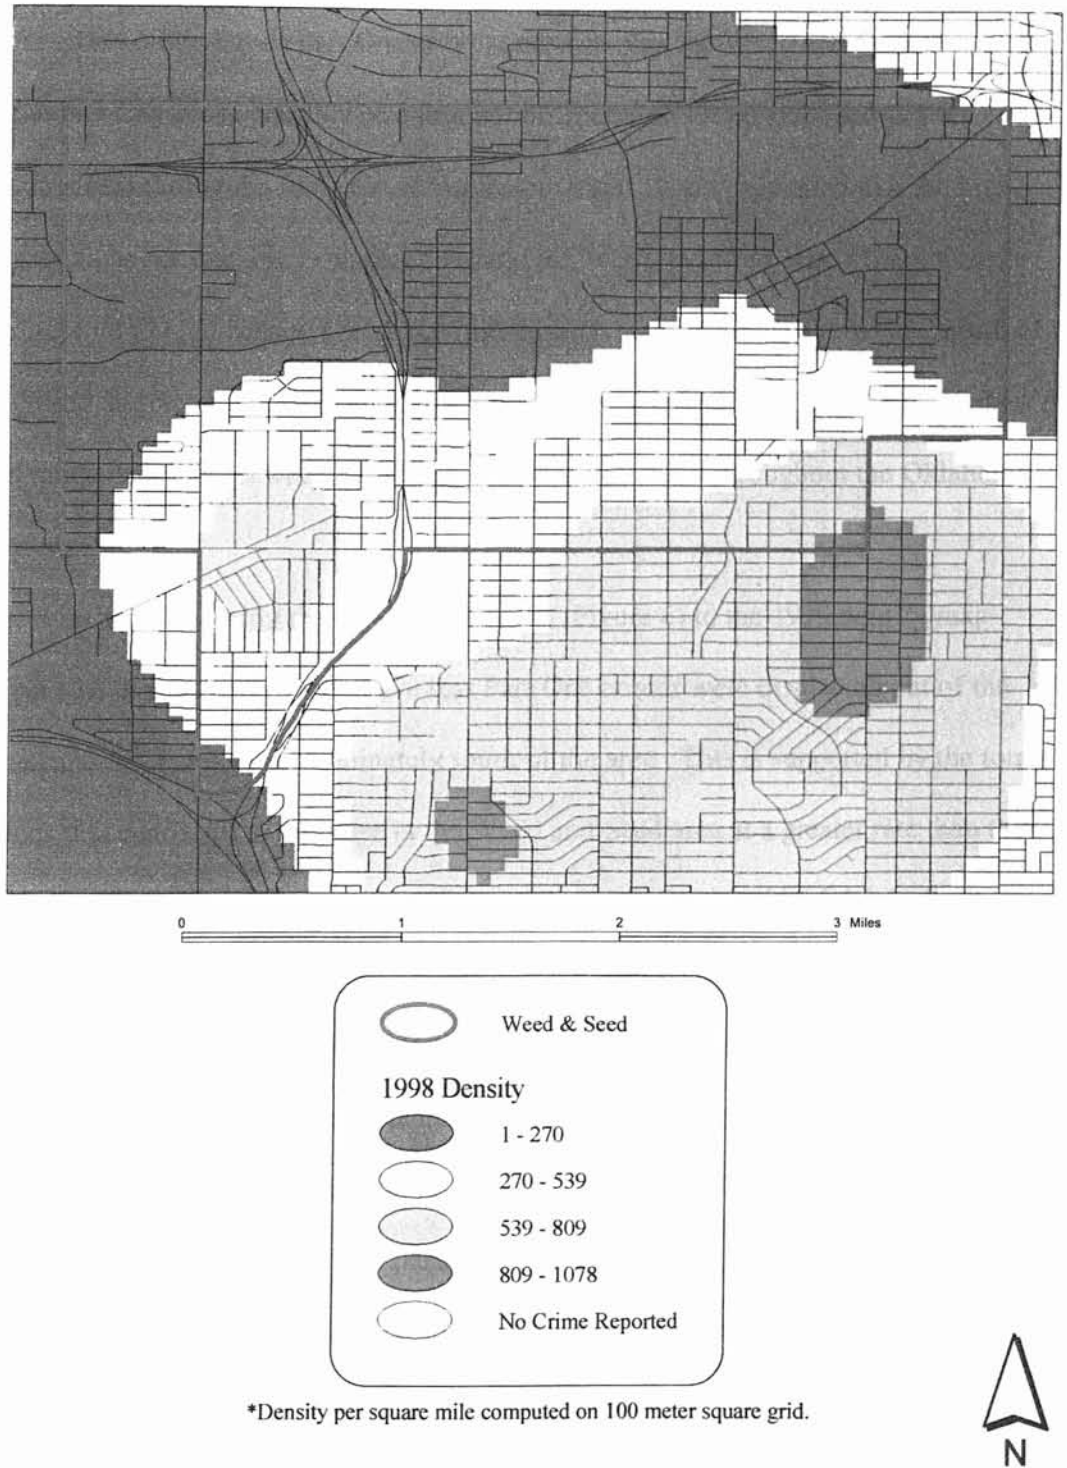 0 1 2 3 Miles
Weed & Seed
1998 Density
1 - 270
270 - 539
539 - 809
809 - 1078
No Crime Reported
*Density per square mile computed on 100 meter square grid.
N